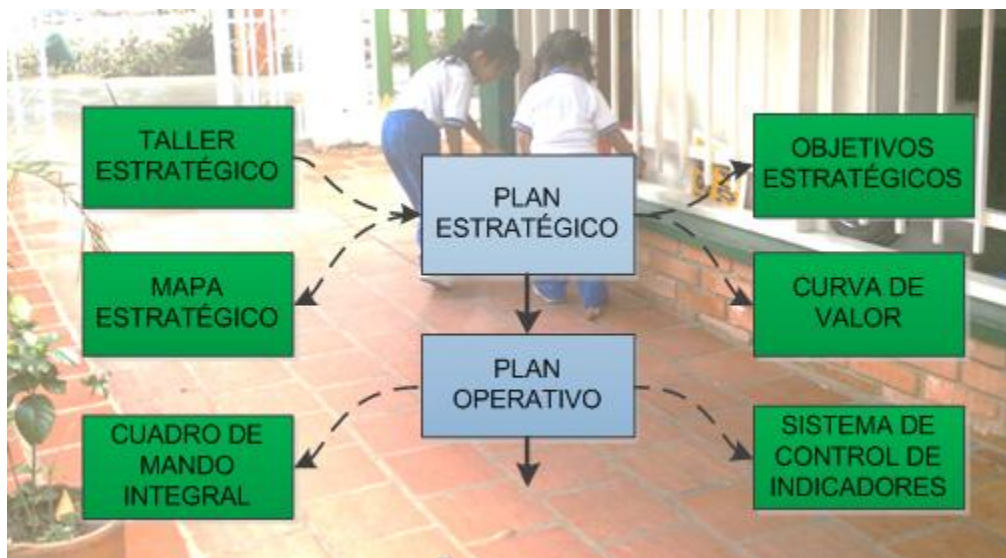 TALLER
ESTRATÉGICO
PLAN
ESTRATÉGICO
OBJETIVOS
ESTRATÉGICOS
MAPA
ESTRATÉGICO
CURVA DE
VALOR
PLAN
OPERATIVO
CUADRO DE
MANDO
INTEGRAL
SISTEMA DE
CONTROL DE
INDICADORES